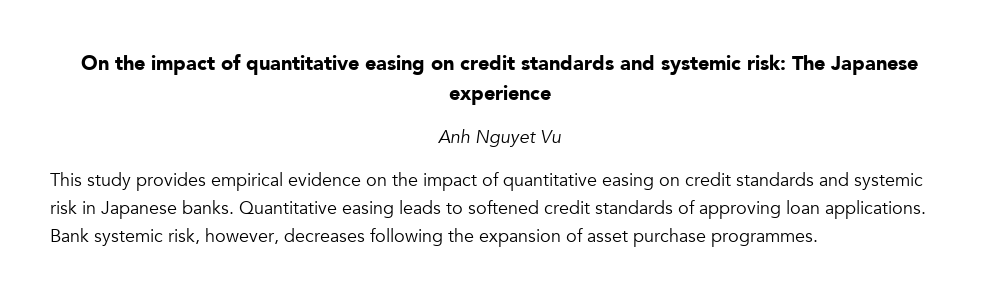 On the impact of quantitative easing on credit standards and systemic risk: The Japanese
experience
Anh Nguyet Vu
This study provides empirical evidence on the impact of quantitative easing on credit standards and systemic
risk in Japanese banks. Quantitative easing leads to softened credit standards of approving loan applications.
Bank systemic risk, however, decreases following the expansion of asset purchase programmes.